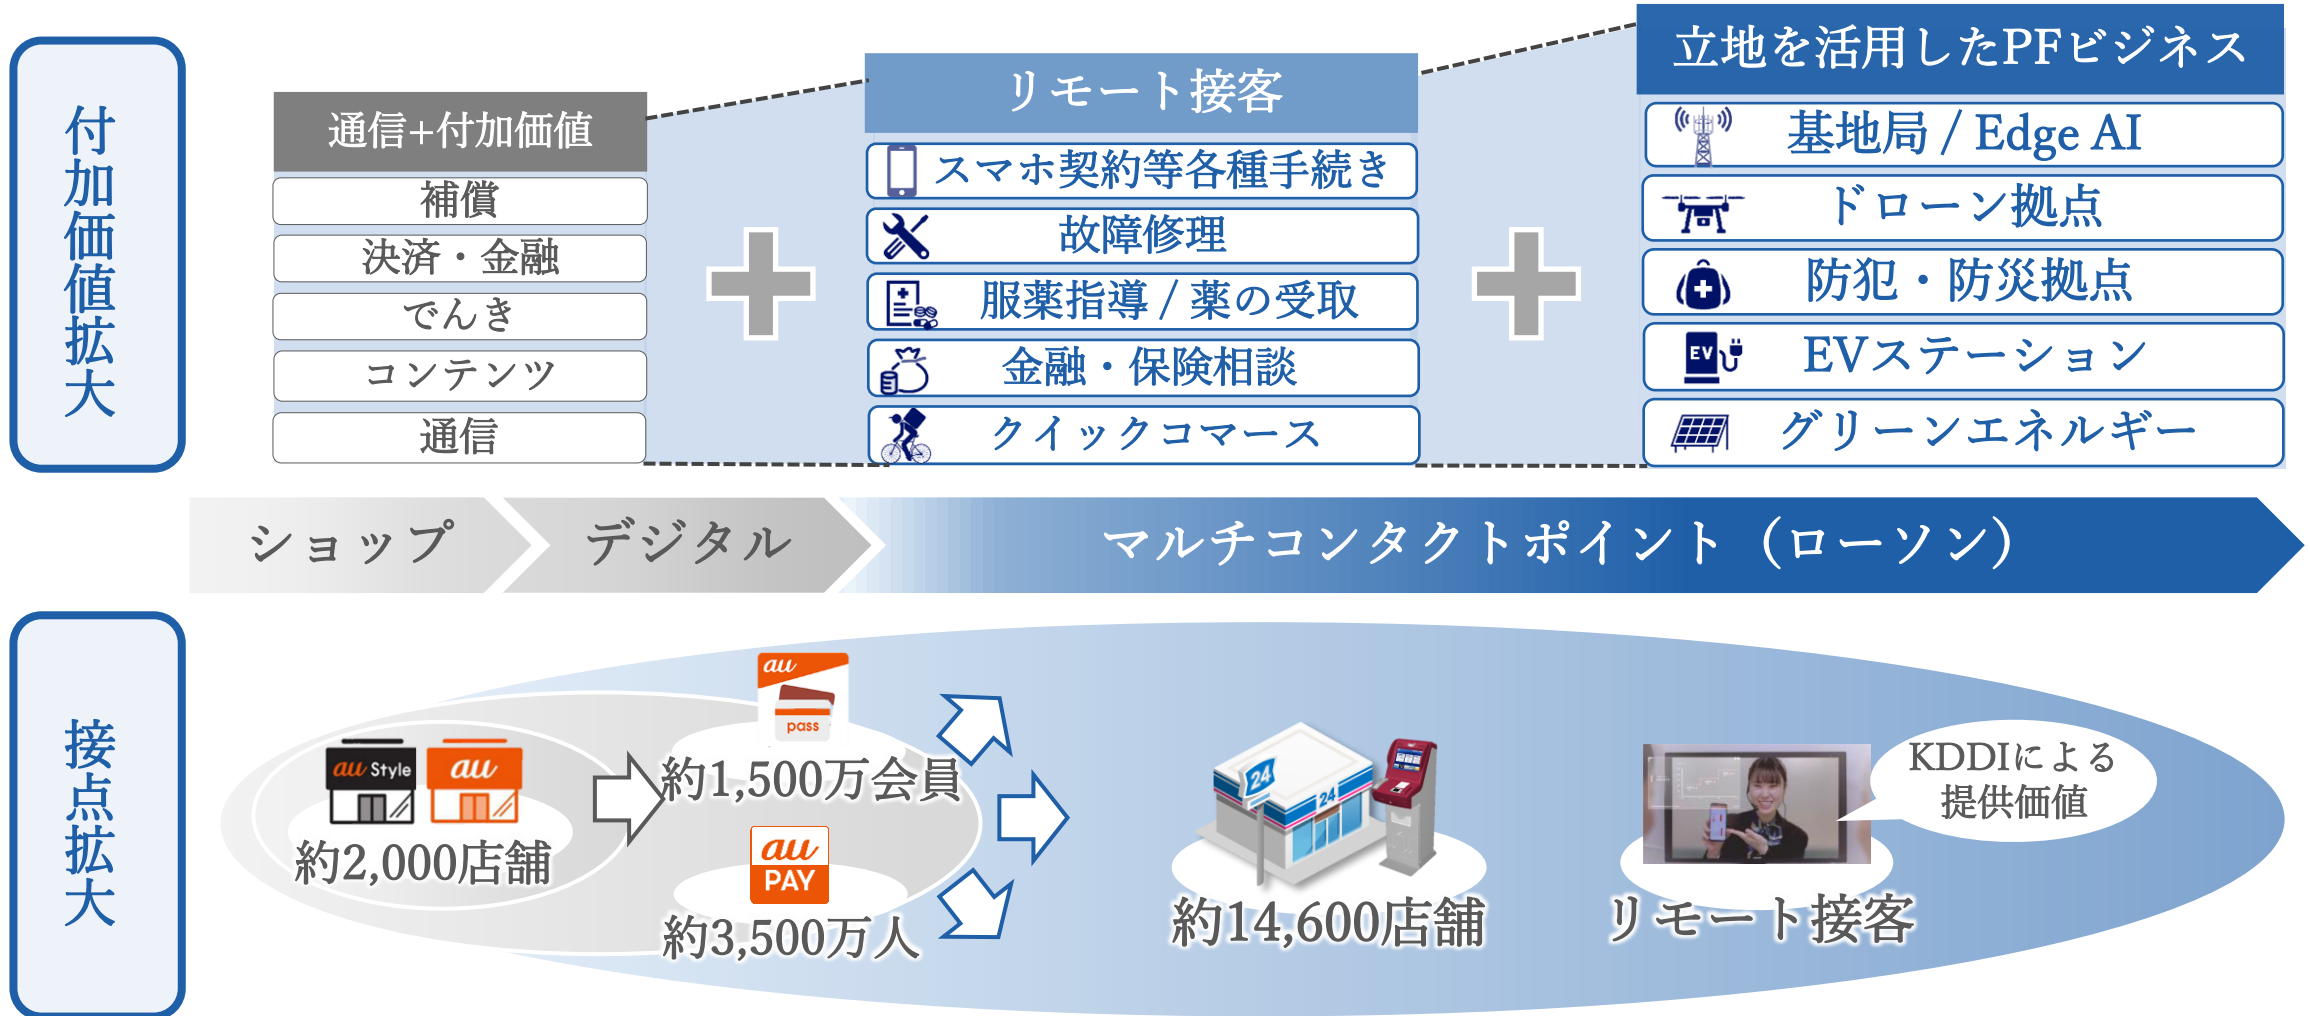 付加価値拡大
通信+付加価値
補償
決済・金融
でんき
コンテンツ
通信
リモート接客
スマホ契約等各種手続き
故障修理
服薬指導 / 薬の受取
金融・保険相談
クイックコマース
立地を活用したPFビジネス
基地局 / Edge AI
ドローン拠点
防犯・防災拠点
EV
EVステーション
グリーンエネルギー
ショップ
デジタル
マルチコンタクトポイント（ローソン）
接点拡大
au Style
au
約2,000店舗
au
pass
約1,500万会員
au
PAY
約3,500万人
24
24
約14,600店舗
KDDIによる
提供価値
リモート接客